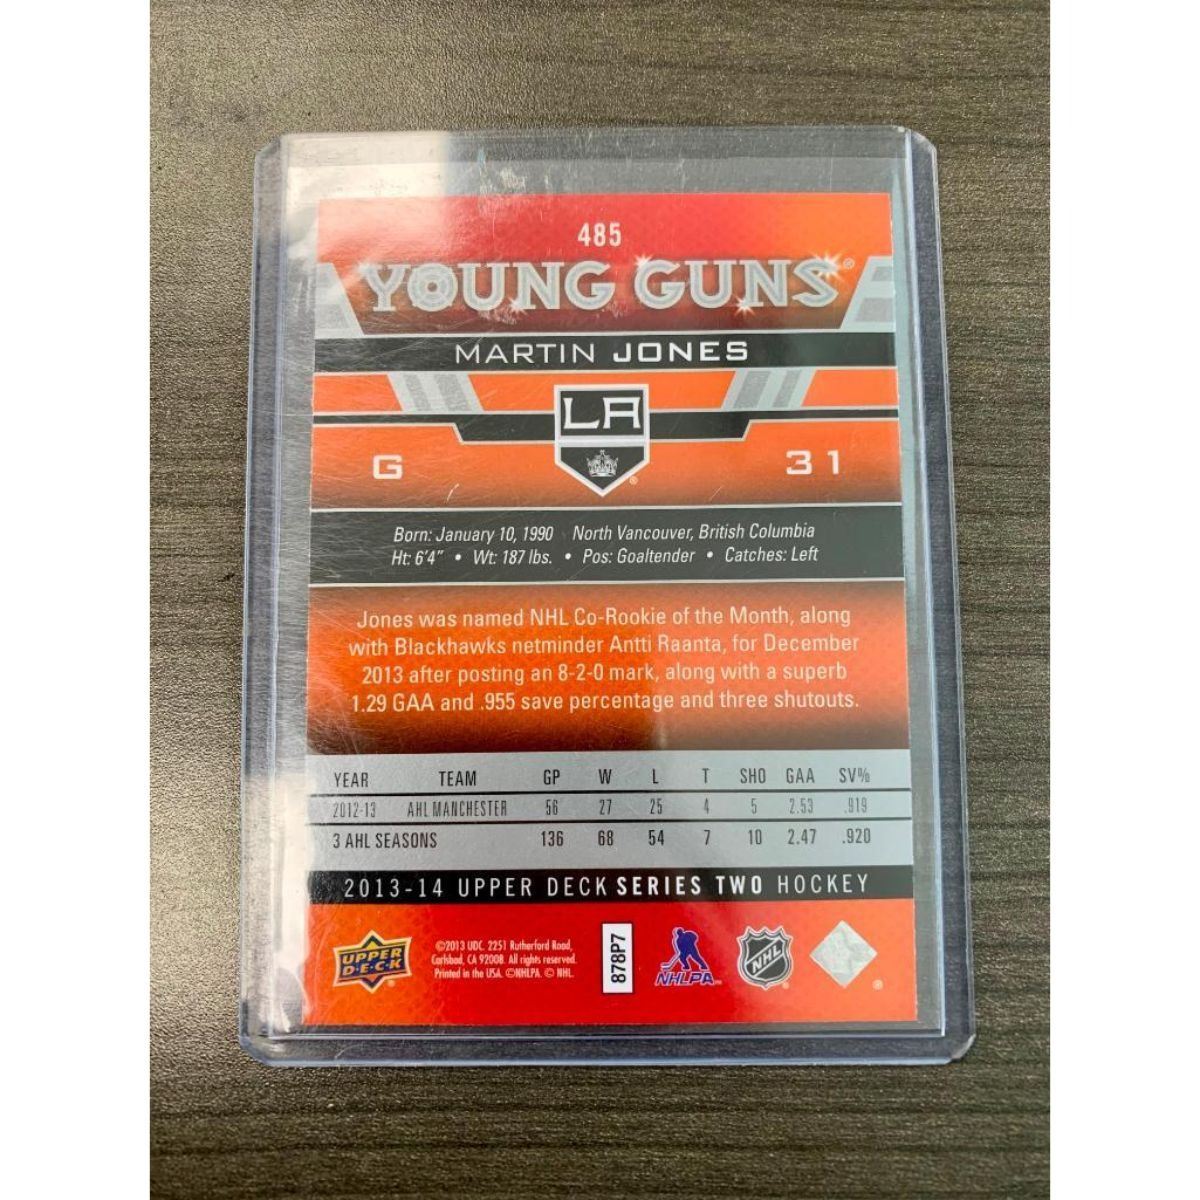 485
YOUNG GUNS®
MARTIN JONES
LA
G 31
Born: January 10, 1990 North Vancouver, British Columbia
Ht: 6'4" • Wt: 187 lbs. • Pos: Goaltender • Catches: Left
Jones was named NHL Co-Rookie of the Month, along
with Blackhawks netminder Antti Raanta, for December
2013 after posting an 8-2-0 mark, along with a superb
1.29 GAA and .955 save percentage and three shutouts.
YEAR TEAM GP W L T SHO GAA SV%
2012-13 AHL MANCHESTER 56 27 25 4 5 2.53 .919
3 AHL SEASONS 136 68 54 7 10 2.47 .920
2013-14 UPPER DECK SERIES TWO HOCKEY
UPPER
D·E·C·K
©2013 UDC. 2251 Rutherford Road,
Carlsbad, CA 92008. All rights reserved.
Printed in the USA. ©NHLPA. © NHL.
878P7
NHLPA
NHL